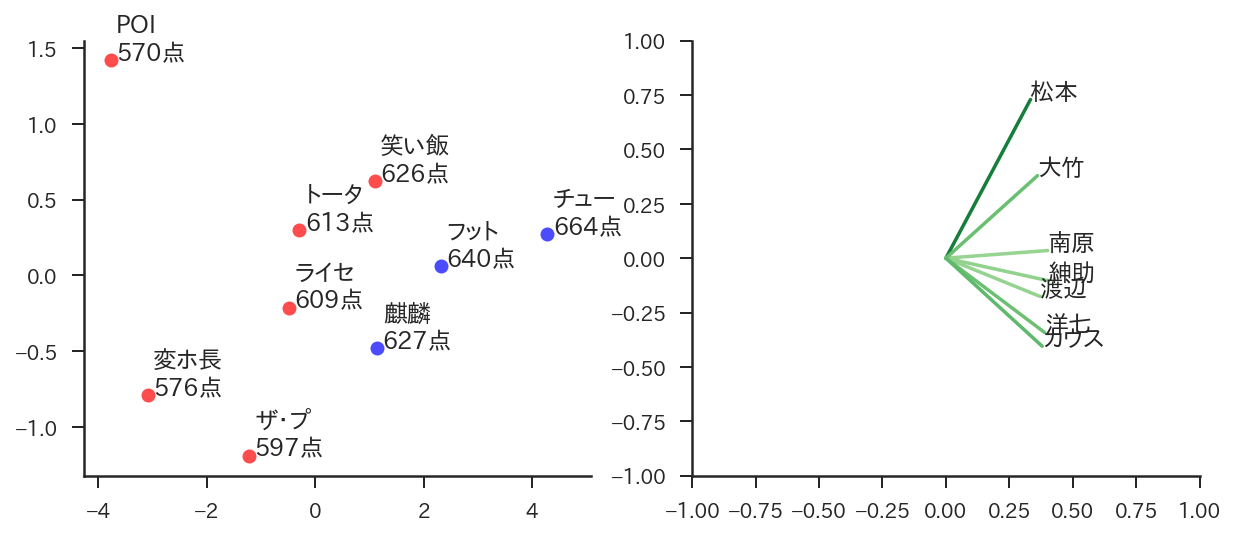 POI
570点
笑い飯
626点
トータ
613点
チュー
664点
フット
640点
ライセ
609点
麒麟
627点
変ホ長
576点
ザ・プ
597点
1.5
1.0
0.5
0.0
−0.5
−1.0
−4
−2
0
2
4
松本
大竹
南原
紳助
渡辺
洋七
カウス
1.00
0.75
0.50
0.25
0.00
−0.25
−0.50
−0.75
−1.00
−1.00
−0.75
−0.50
−0.25
0.00
0.25
0.50
0.75
1.00